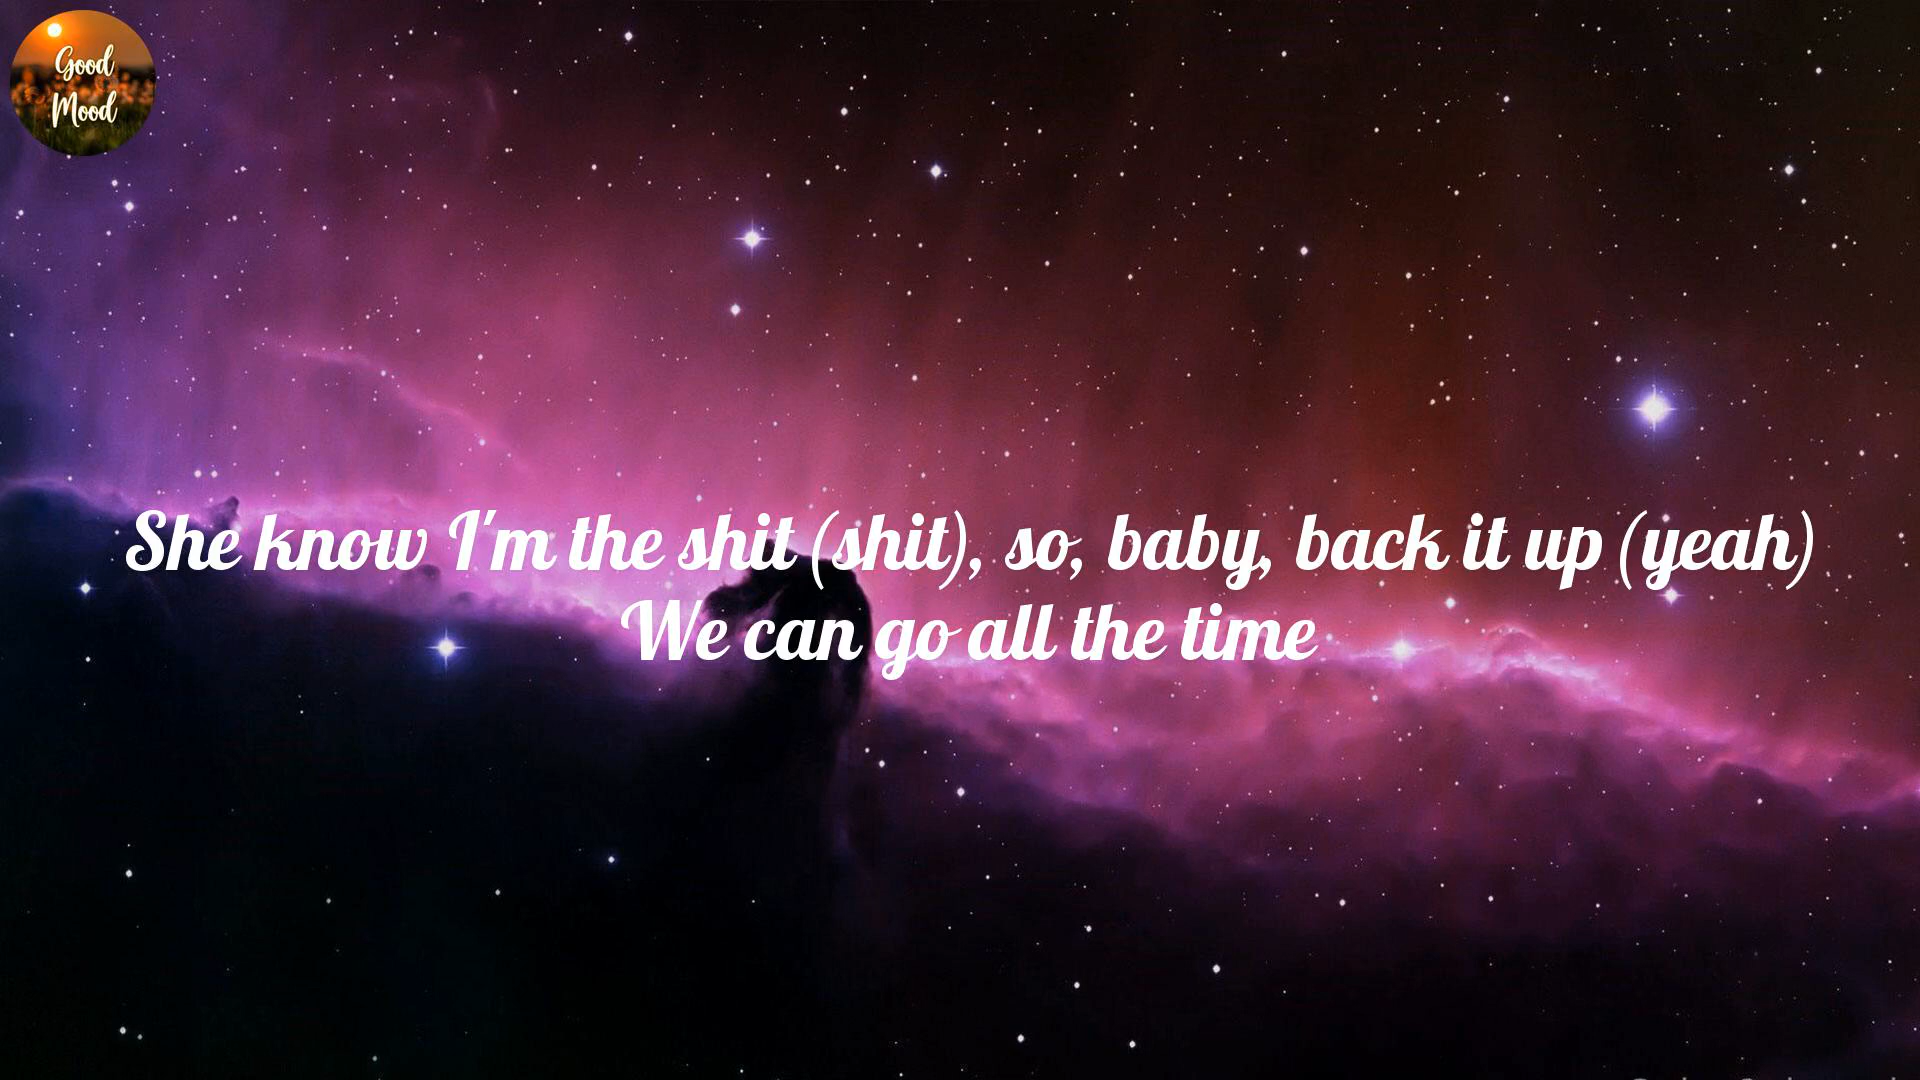 Good
Mood
She know I'm the shit (shit), so, baby, back it up (yeah)
We can go all the time